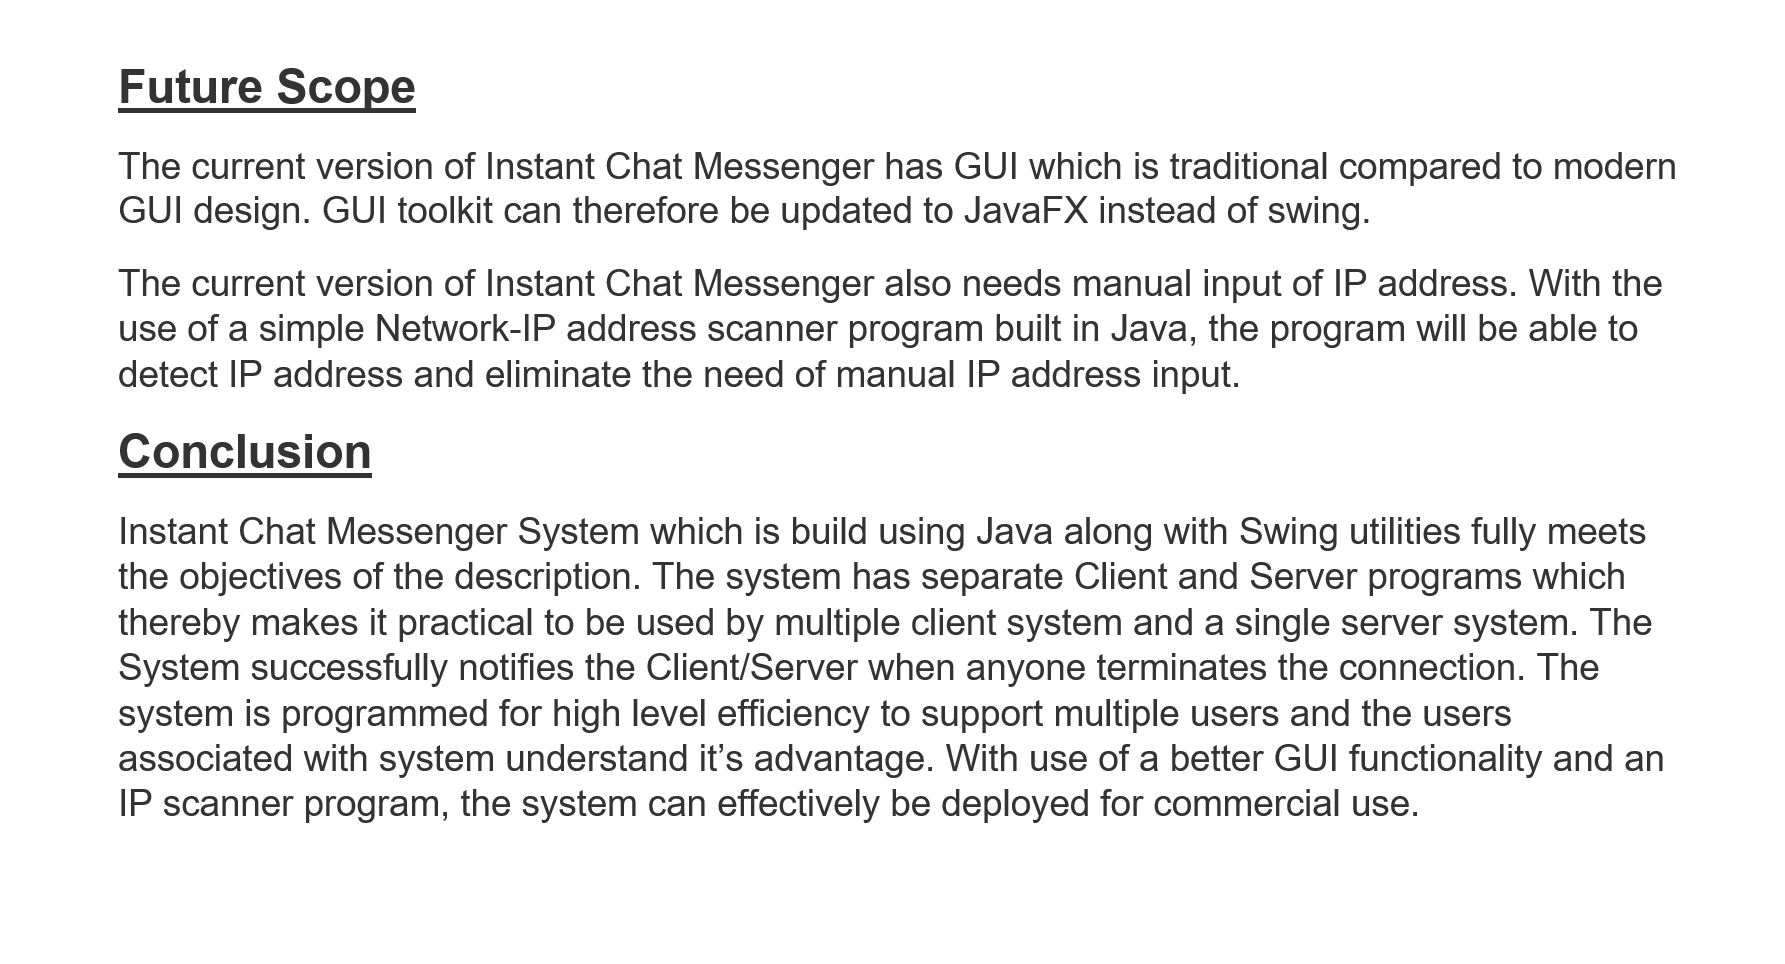 Future Scope
The current version of Instant Chat Messenger has GUI which is traditional compared to modern
GUI design. GUI toolkit can therefore be updated to JavaFX instead of swing.
The current version of Instant Chat Messenger also needs manual input of IP address. With the
use of a simple Network-IP address scanner program built in Java, the program will be able to
detect IP address and eliminate the need of manual IP address input.
Conclusion
Instant Chat Messenger System which is build using Java along with Swing utilities fully meets
the objectives of the description. The system has separate Client and Server programs which
thereby makes it practical to be used by multiple client system and a single server system. The
System successfully notifies the Client/Server when anyone terminates the connection. The
system is programmed for high level efficiency to support multiple users and the users
associated with system understand it’s advantage. With use of a better GUI functionality and an
IP scanner program, the system can effectively be deployed for commercial use.